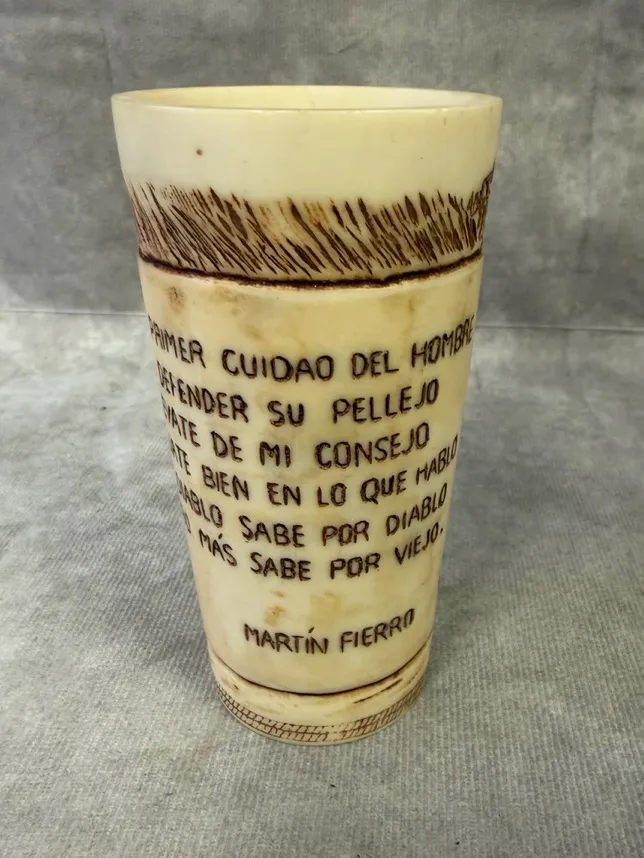 PRIMER CUIDAO DEL HOMBRE
DEFENDER SU PELLEJO
DE MI CONSEJO
BIEN EN LO QUE HABLO
DIABLO SABE POR DIABLO
MÁS SABE POR VIEJO.
MARTÍN FIERRO